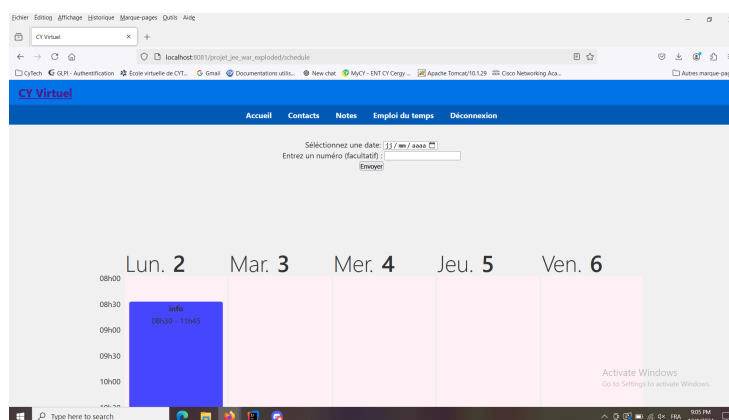 Fichier Édition Affichage Historique Marque-pages Outils Aide
CY Virtuel
localhost:8081/projet_jee_war_exploded/schedule
CyTech GLPI - Authentification École virtuelle de CYT... Gmail Documentations utilis... New chat MyCY - ENT CY Cergy ... Apache Tomcat/10.1.29 Cisco Networking Aca... Autres marque-pag
CY Virtuel
Accueil Contacts Notes Emploi du temps Déconnexion
Séléctionnez une date: jj/mm/aaaa
Entrez un numéro (facultatif) :
Envoyer
Lun. 2 Mar. 3 Mer. 4 Jeu. 5 Ven. 6
08h00
08h30
info
08h30 - 11h45
09h00
09h30
10h00
Activate Windows
Go to Settings to activate Windows.
Type here to search
FRA
9:05 PM